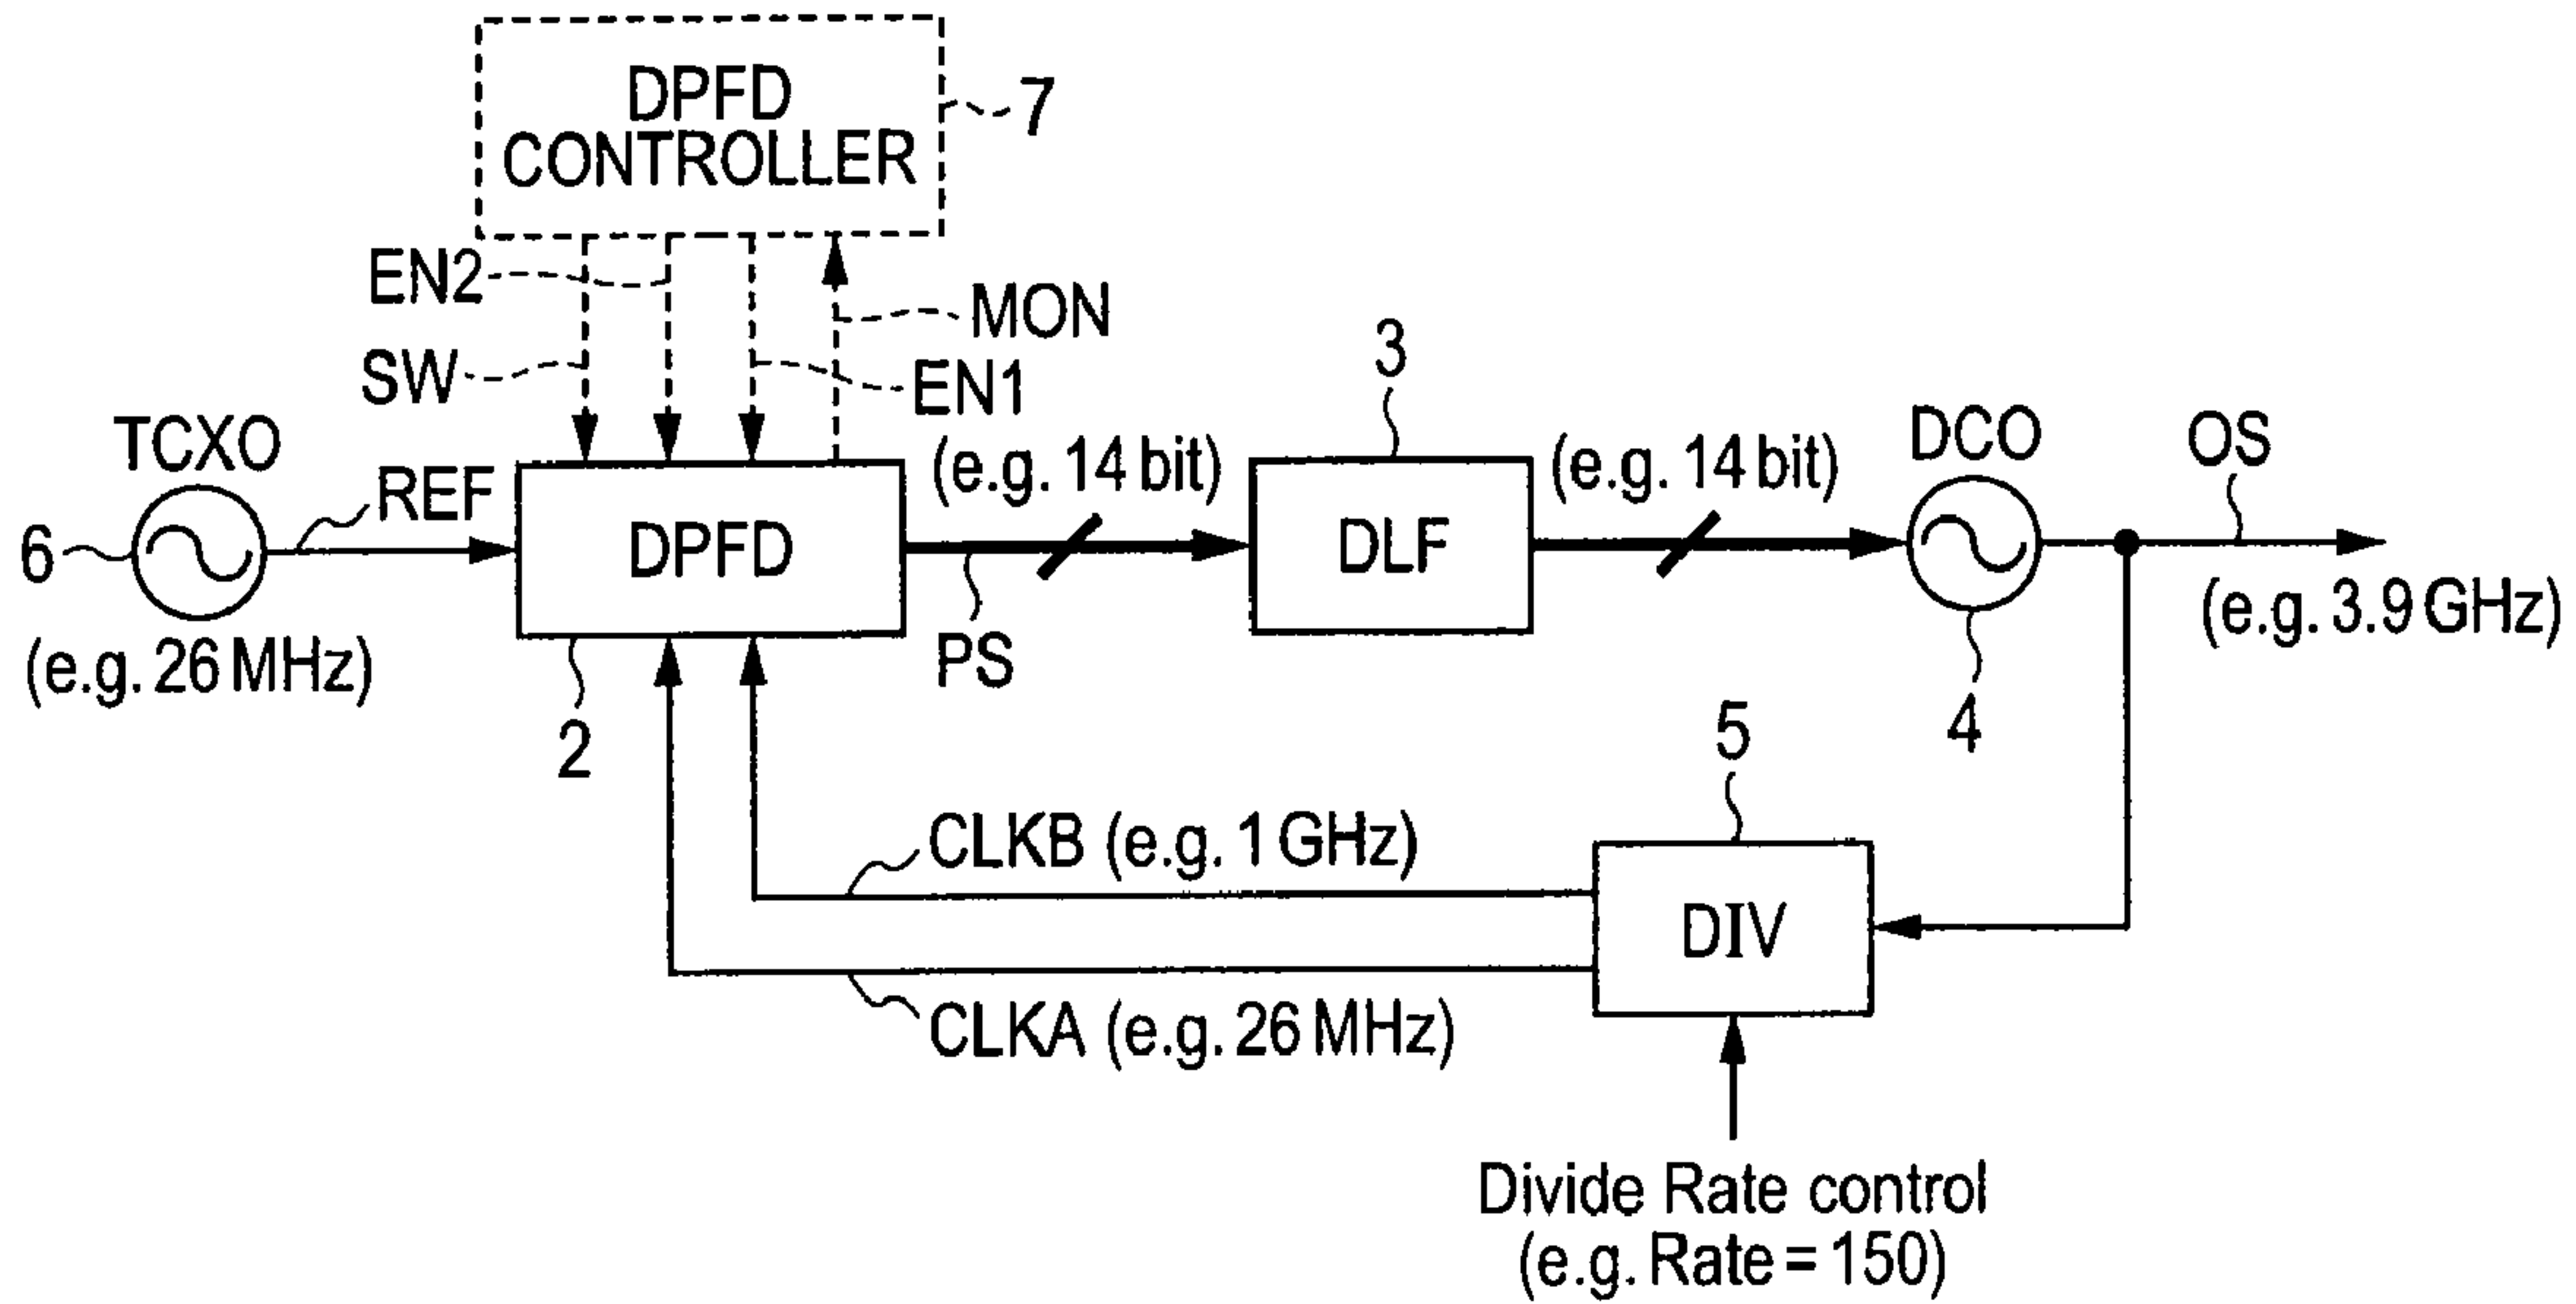 DPFD
CONTROLLER
7
EN2
MON
SW
EN1
3
TCXO
REF
(e.g. 14 bit)
(e.g. 14 bit)
DCO
OS
6
DPFD
DLF
(e.g. 26 MHz)
PS
(e.g. 3.9 GHz)
2
4
5
CLKB (e.g. 1 GHz)
DIV
CLKA (e.g. 26 MHz)
Divide Rate control
(e.g. Rate = 150)